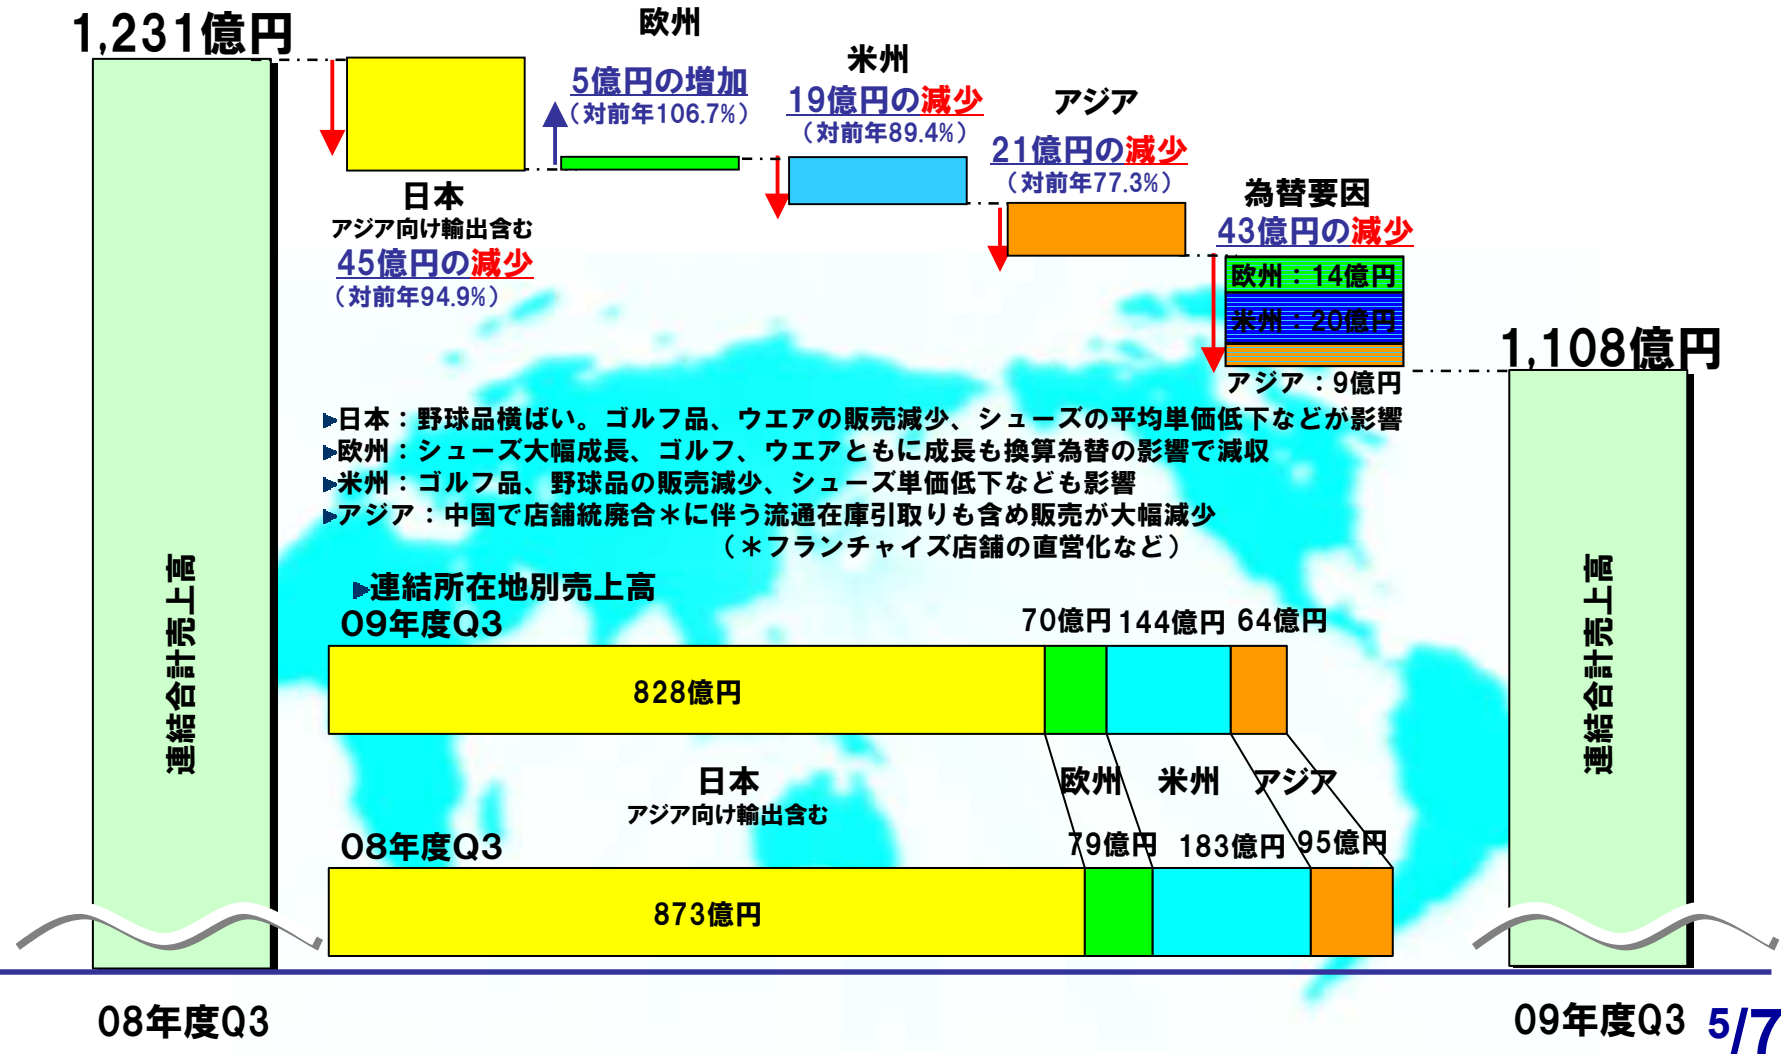 1,231億円
欧州
5億円の増加
（対前年106.7%）
米州
19億円の減少
（対前年89.4%）
アジア
21億円の減少
（対前年77.3%）
日本
アジア向け輸出含む
45億円の減少
（対前年94.9%）
為替要因
43億円の減少
欧州：14億円
米州：20億円
アジア：9億円
1,108億円
日本：野球品横ばい。ゴルフ品、ウエアの販売減少、シューズの平均単価低下などが影響
欧州：シューズ大幅成長、ゴルフ、ウエアともに成長も換算為替の影響で減収
米州：ゴルフ品、野球品の販売減少、シューズ単価低下なども影響
アジア：中国で店舗統廃合＊に伴う流通在庫引取りも含め販売が大幅減少
（＊フランチャイズ店舗の直営化など）
連結合計売上高
連結所在地別売上高
09年度Q3
70億円 144億円 64億円
828億円
日本
アジア向け輸出含む
欧州 米州 アジア
08年度Q3
79億円 183億円 95億円
873億円
連結合計売上高
08年度Q3
09年度Q3
5/7